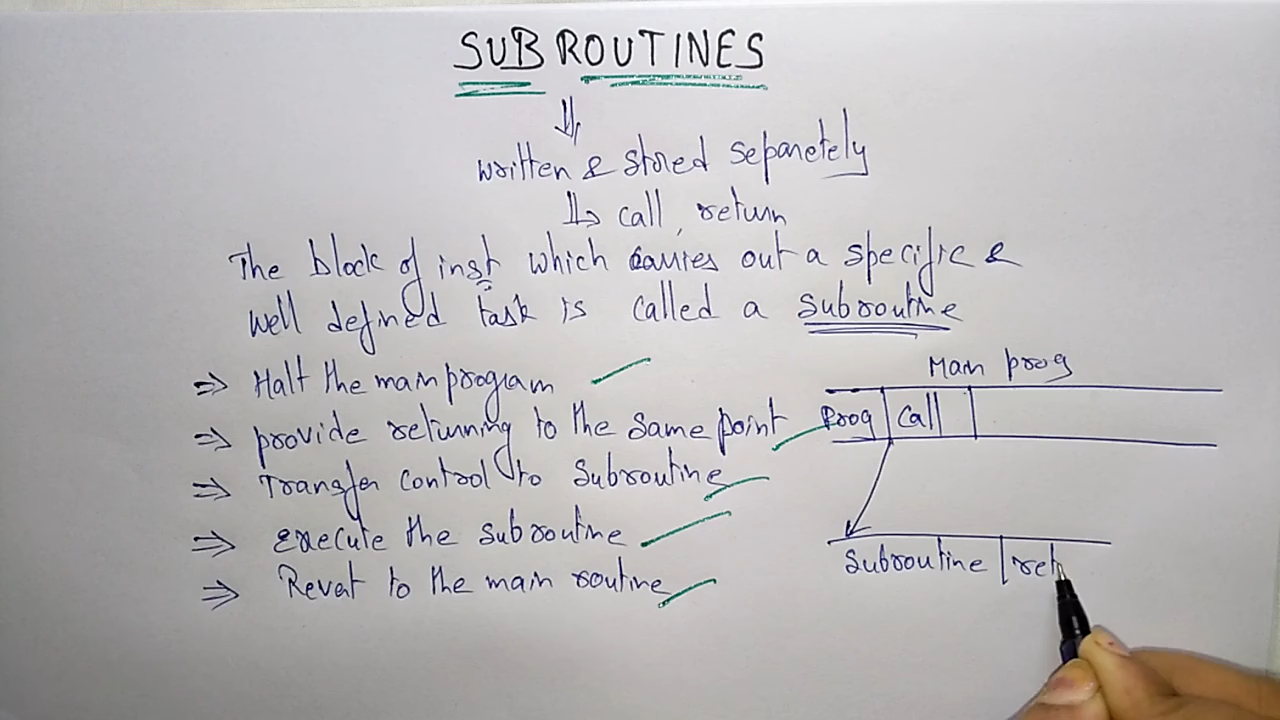 SUBROUTINES
⇓
written & stored separetely
↳ call, return
The block of inst which carries out a specific &
well defined task is called a subroutine
⇒ Halt the main program
⇒ provide returning to the same point
⇒ Transfer control to subroutine
⇒ Execute the subroutine
⇒ Revat to the main routine
Main prog
Prog call
Subroutine ret